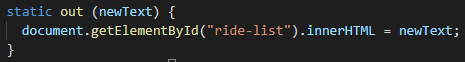 static out (newText) {
  document.getElementById("ride-list").innerHTML = newText;
}